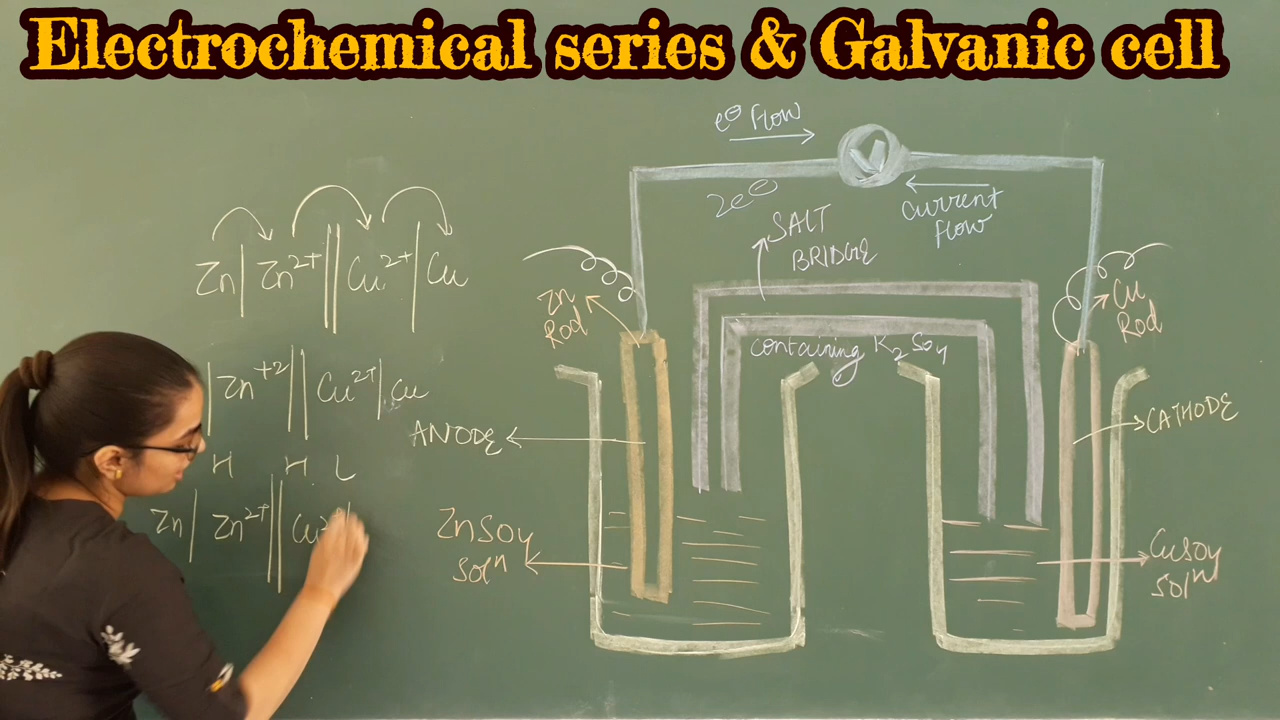 Electrochemical series & Galvanic cell
e⊖ flow
2e⊖
Current
flow
SALT
BRIDGE
containing K₂SO₄
Zn
Rod
Cu
Rod
ANODE
CATHODE
ZnSO₄
solⁿ
CuSO₄
solⁿ
Zn | Zn²⁺ || Cu²⁺ | Cu
| Zn⁺² || Cu²⁺ | Cu
H H L
Zn | Zn²⁺ || Cu²